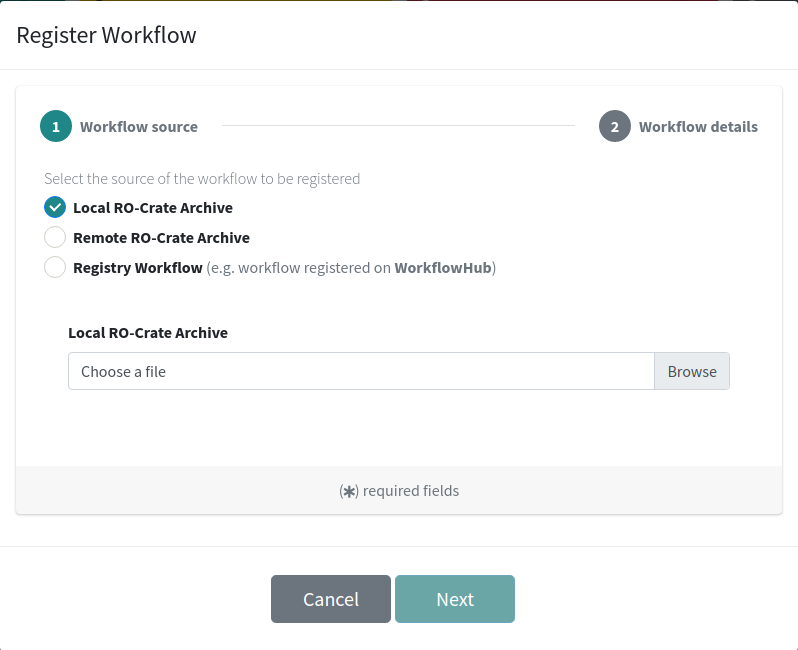 Register Workflow
1 Workflow source
2 Workflow details
Select the source of the workflow to be registered
Local RO-Crate Archive
Remote RO-Crate Archive
Registry Workflow (e.g. workflow registered on WorkflowHub)
Local RO-Crate Archive
Choose a file Browse
(✱) required fields
Cancel Next